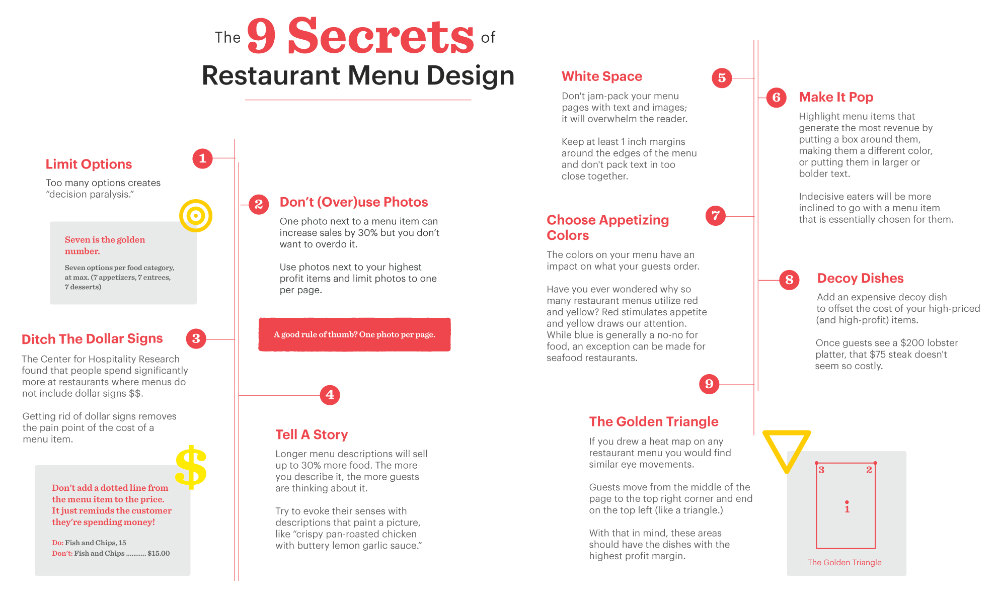 The 9 Secrets of
Restaurant Menu Design
1
Limit Options
Too many options creates
“decision paralysis.”
Seven is the golden
number.
Seven options per food category,
at max. (7 appetizers, 7 entrees,
7 desserts)
2
Don’t (Over)use Photos
One photo next to a menu item can
increase sales by 30% but you don’t
want to overdo it.
Use photos next to your highest
profit items and limit photos to one
per page.
A good rule of thumb? One photo per page.
3
Ditch The Dollar Signs
The Center for Hospitality Research
found that people spend significantly
more at restaurants where menus do
not include dollar signs $$.
Getting rid of dollar signs removes
the pain point of the cost of a
menu item.
$
Don't add a dotted line from
the menu item to the price.
It just reminds the customer
they're spending money!
Do: Fish and Chips, 15
Don't: Fish and Chips ........... $15.00
4
Tell A Story
Longer menu descriptions will sell
up to 30% more food. The more
you describe it, the more guests
are thinking about it.
Try to evoke their senses with
descriptions that paint a picture,
like “crispy pan-roasted chicken
with buttery lemon garlic sauce.”
5
White Space
Don't jam-pack your menu
pages with text and images;
it will overwhelm the reader.
Keep at least 1 inch margins
around the edges of the menu
and don't pack text in too
close together.
6
Make It Pop
Highlight menu items that
generate the most revenue by
putting a box around them,
making them a different color,
or putting them in larger or
bolder text.
Indecisive eaters will be more
inclined to go with a menu item
that is essentially chosen for them.
7
Choose Appetizing
Colors
The colors on your menu have an
impact on what your guests order.
Have you ever wondered why so
many restaurant menus utilize red
and yellow? Red stimulates appetite
and yellow draws our attention.
While blue is generally a no-no for
food, an exception can be made for
seafood restaurants.
8
Decoy Dishes
Add an expensive decoy dish
to offset the cost of your high-priced
(and high-profit) items.
Once guests see a $200 lobster
platter, that $75 steak doesn't
seem so costly.
9
The Golden Triangle
If you drew a heat map on any
restaurant menu you would find
similar eye movements.
Guests move from the middle of the
page to the top right corner and end
on the top left (like a triangle.)
With that in mind, these areas
should have the dishes with the
highest profit margin.
3 2
1
The Golden Triangle